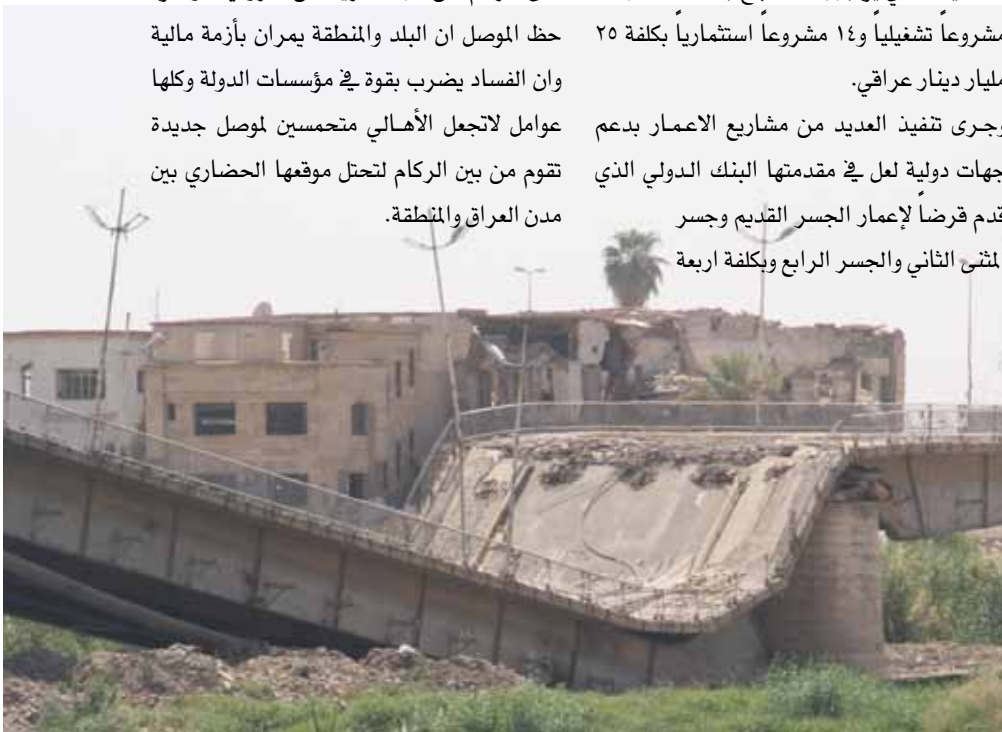 مشروعاً تشغيلياً و١٤ مشروعاً استثمارياً بكلفة ٢٥
مليار دينار عراقي.
وجرى تنفيذ العديد من مشاريع الاعمار بدعم
جهات دولية لعل في مقدمتها البنك الدولي الذي
قدم قرضاً لإعمار الجسر القديم وجسر
لمثنى الثاني والجسر الرابع وبكلفة اربعة
حظ الموصل ان البلد والمنطقة يمران بأزمة مالية
وان الفساد يضرب بقوة في مؤسسات الدولة وكلها
عوامل لاتجعل الأهالي متحمسين لموصل جديدة
تقوم من بين الركام لتحتل موقعها الحضاري بين
مدن العراق والمنطقة.